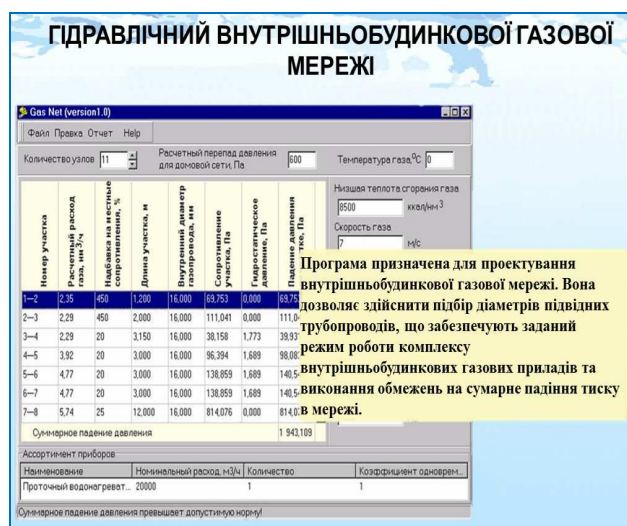 ГІДРАВЛІЧНИЙ ВНУТРІШНЬОБУДИНКОВОЇ ГАЗОВОЇ
МЕРЕЖІ
Gas Net (version1.0)
Файл Правка Отчет Help
Количество узлов 11 Расчетный перепад давления для домовой сети, Па 600 Температура газа,⁰С 0
Номер участка
Расчетный расход газа, нм3/ч
Надбавка на местные сопротивления, %
Длина участка, м
Внутренний диаметр газопровода, мм
Сопротивление участка, Па
Гидростатическое давление, Па
Падение давления
Низшая теплота сгорания газа
8500 ккал/нм3
Скорость газа
7 м/с
1—2 2,35 450 1,200 16,000 69,753 0,000
2—3 2,29 450 2,000 16,000 111,041 0,000
3—4 2,29 20 3,150 16,000 38,158 1,773
4—5 3,92 20 3,000 16,000 96,394 1,689
5—6 4,77 20 3,000 16,000 138,859 1,689
6—7 4,77 20 3,000 16,000 138,859 1,689
7—8 5,74 25 12,000 16,000 814,076 0,000
Суммарное падение давления 1 943,109
Програма призначена для проектування
внутрішньобудинкової газової мережі. Вона
дозволяє здійснити підбір діаметрів підвідних
трубопроводів, що забезпечують заданий
режим роботи комплексу
внутрішньобудинкових газових приладів та
виконання обмежень на сумарне падіння тиску
в мережі.
Ассортимент приборов
Наименование Номинальный расход, м3/ч Количество Коэффициент одноврем...
Проточный водонагреват... 20000 1 1
Суммарное падение давления превышает допустимую норму!